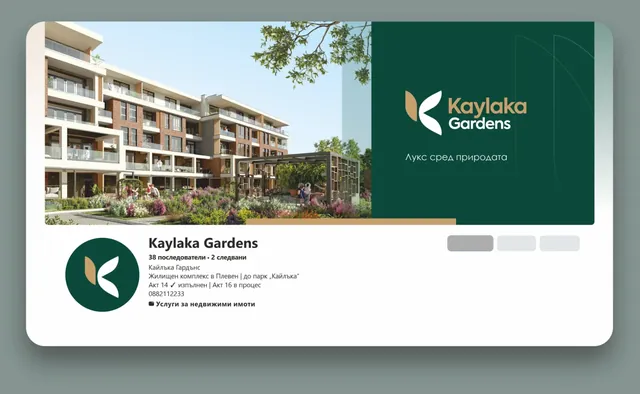 Kaylaka
Gardens
Лукс сред природата
Kaylaka Gardens
38 последователи • 2 следвани
Кайлъка Гардънс
Жилищен комплекс в Плевен | до парк „Кайлъка“
Акт 14 ✓ изпълнен | Акт 16 в процес
0882112233
Услуги за недвижими имоти